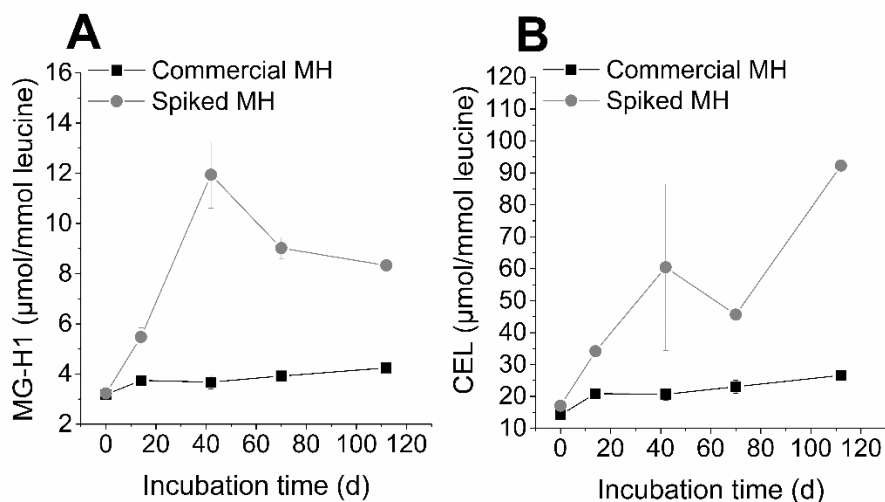 A
MG-H1 (μmol/mmol leucine)
16
14
12
10
8
6
4
2
Commercial MH
Spiked MH
0 20 40 60 80 100 120
Incubation time (d)
B
CEL (μmol/mmol leucine)
120
110
100
90
80
70
60
50
40
30
20
10
Commercial MH
Spiked MH
0 20 40 60 80 100 120
Incubation time (d)